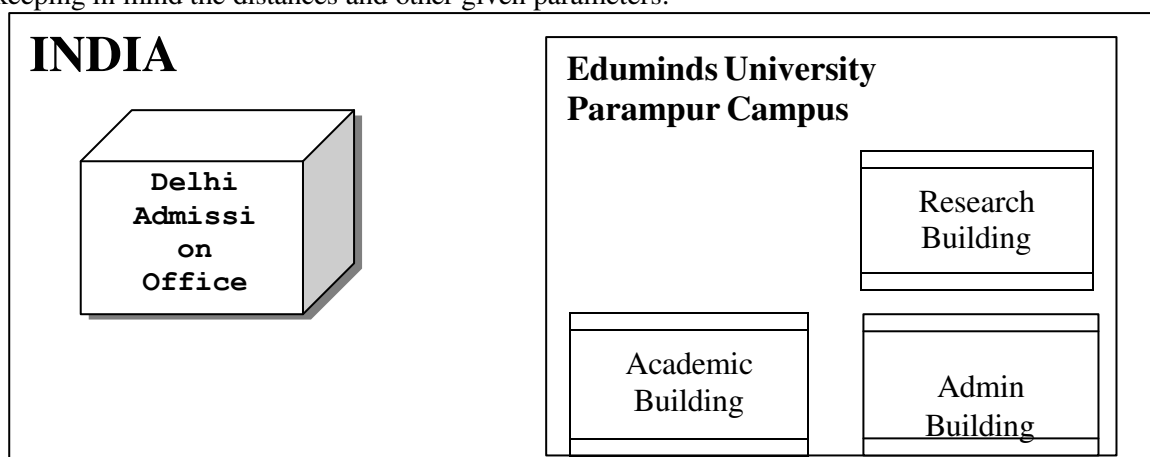 keeping in mind the distances and other given parameters.
INDIA
Eduminds University
Parampur Campus
Delhi
Admissi
on
Office
Research
Building
Academic
Building
Admin
Building